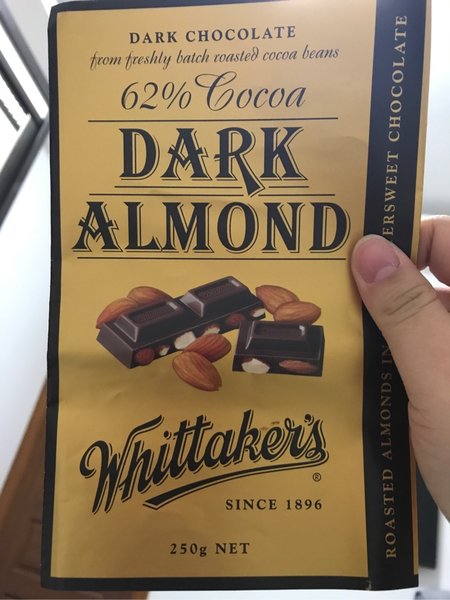 DARK CHOCOLATE
from freshly batch roasted cocoa beans
62% Cocoa
DARK
ALMOND
Whittaker's
®
SINCE 1896
250g NET
ROASTED ALMONDS IN ERSWEET CHOCOLATE